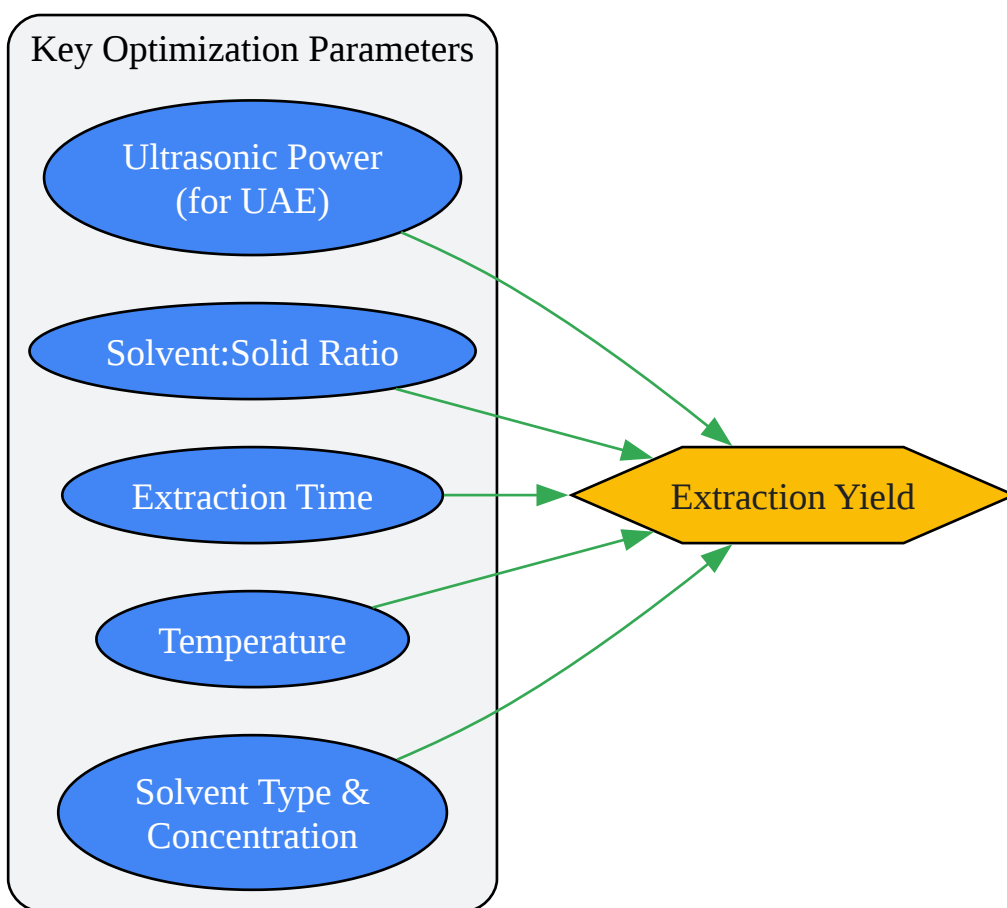 Key Optimization Parameters
Ultrasonic Power
(for UAE)
Solvent:Solid Ratio
Extraction Time
Extraction Yield
Temperature
Solvent Type &
Concentration